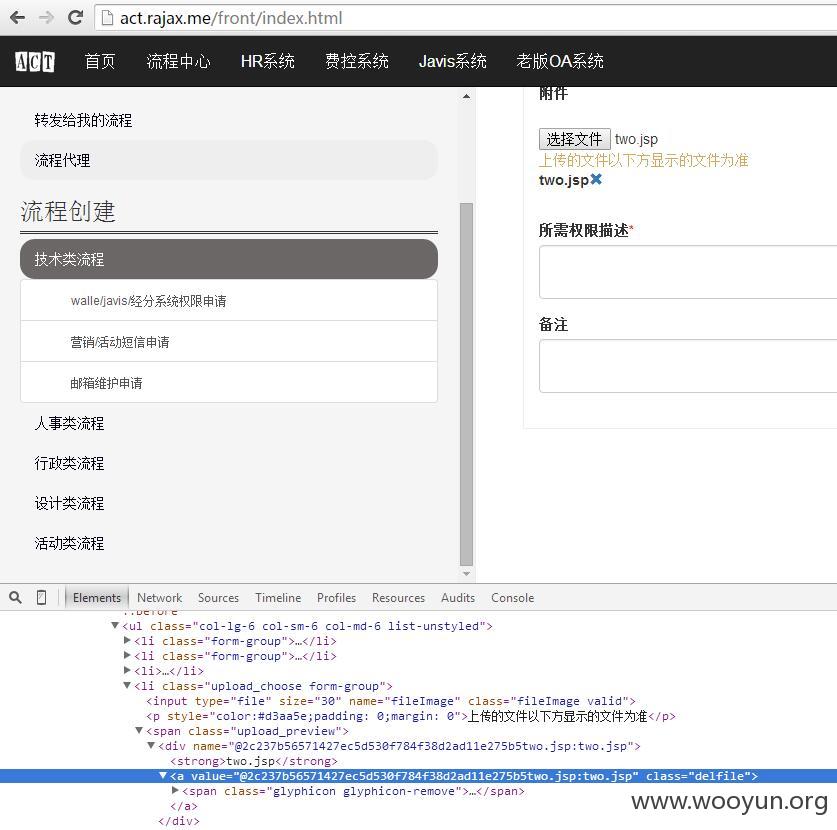 act.rajax.me/front/index.html
ACT 首页 流程中心 HR系统 费控系统 Javis系统 老版OA系统
转发给我的流程
流程代理
流程创建
技术类流程
walle/javis/经分系统权限申请
营销/活动短信申请
邮箱维护申请
人事类流程
行政类流程
设计类流程
活动类流程
附件
选择文件 two.jsp
上传的文件以下方显示的文件为准
two.jsp
所需权限描述*
备注
Elements Network Sources Timeline Profiles Resources Audits Console
::before
<ul class="col-lg-6 col-sm-6 col-md-6 list-unstyled">
<li class="form-group">…</li>
<li class="form-group">…</li>
<li>…</li>
<li class="upload_choose form-group">
<input type="file" size="30" name="fileImage" class="fileImage valid">
<p style="color:#d3aa5e;padding: 0;margin: 0">上传的文件以下方显示的文件为准</p>
<span class="upload_preview">
<div name="@2c237b56571427ec5d530f784f38d2ad11e275b5two.jsp:two.jsp">
<strong>two.jsp</strong>
<a value="@2c237b56571427ec5d530f784f38d2ad11e275b5two.jsp:two.jsp" class="delfile">
<span class="glyphicon glyphicon-remove">…</span>
</a>
</div>
www.wooyun.org